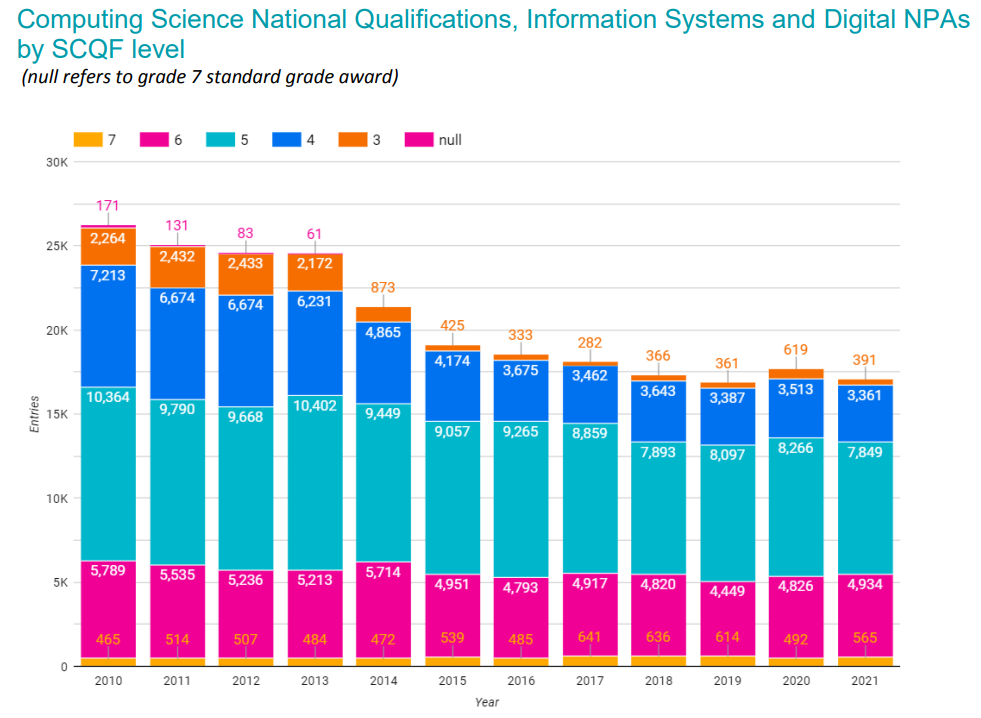 Computing Science National Qualifications, Information Systems and Digital NPAs
by SCQF level
(null refers to grade 7 standard grade award)
7 6 5 4 3 null
30K
25K
20K
15K
10K
5K
0
Entries
171 131 83 61 873 425 333 282 366 361 619 391
2,264 2,432 2,433 2,172
7,213 6,674 6,674 6,231 4,865 4,174 3,675 3,462 3,643 3,387 3,513 3,361
10,364 9,790 9,668 10,402 9,449 9,057 9,265 8,859 7,893 8,097 8,266 7,849
5,789 5,535 5,236 5,213 5,714 4,951 4,793 4,917 4,820 4,449 4,826 4,934
465 514 507 484 472 539 485 641 636 614 492 565
2010 2011 2012 2013 2014 2015 2016 2017 2018 2019 2020 2021
Year